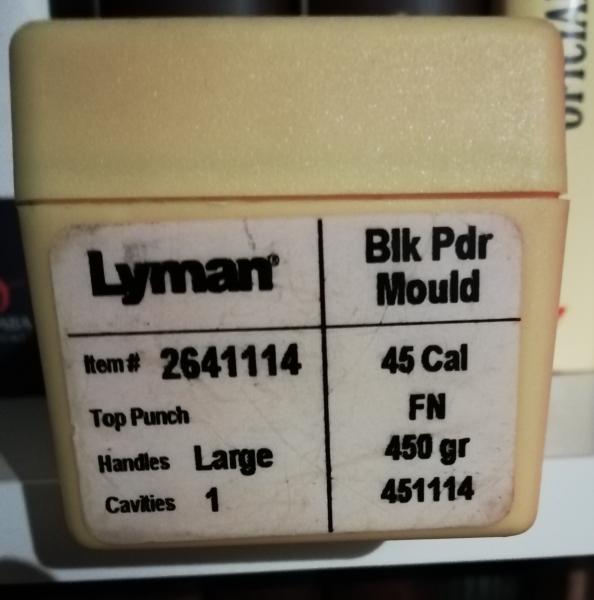 Lyman®
Blk Pdr
Mould
Item# 2641114
Top Punch
Handles Large
Cavities 1
45 Cal
FN
450 gr
451114